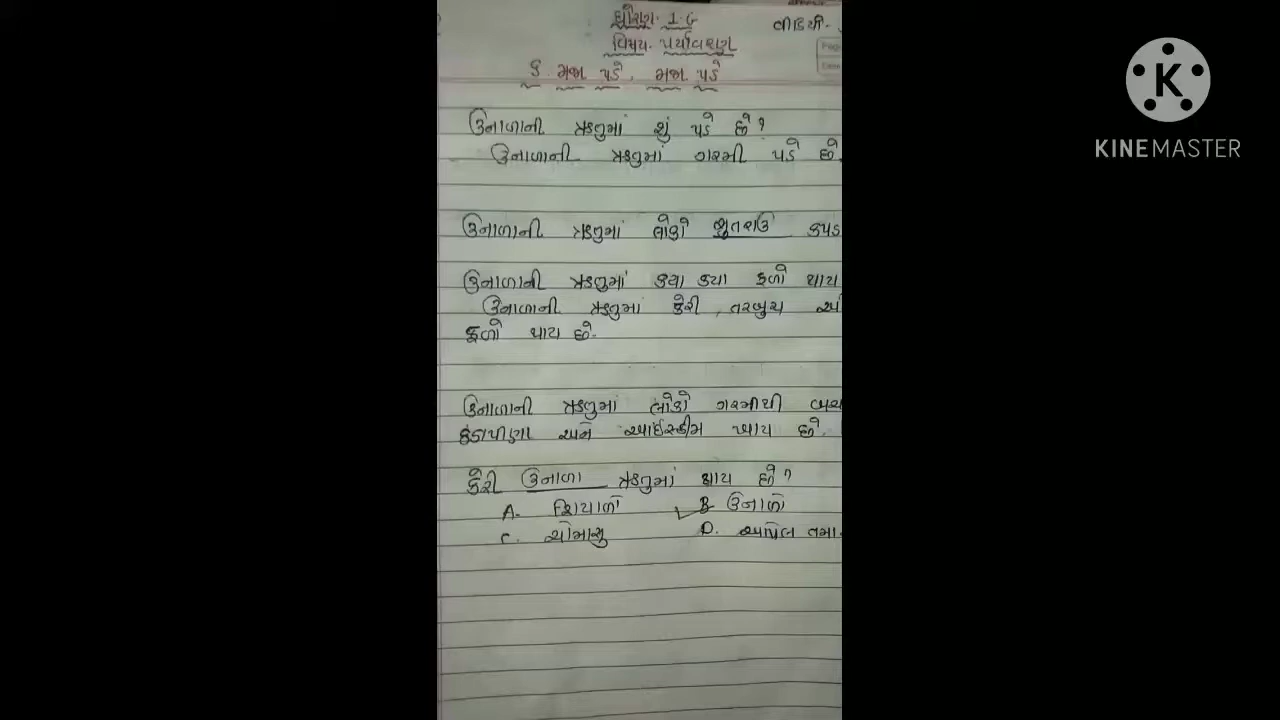 ધોરણ. 1.G
વીડિયો-
વિષય. પર્યાવરણ
ક. મજા પડે, મજા પડે
ઉનાળાની ઋતુમાં શું પડે છે?
ઉનાળાની ઋતુમાં ગરમી પડે છે.
ઉનાળાની ઋતુમાં લોકો સુતરાઉ કપડ
ઉનાળાની ઋતુમાં કયા કયા ફળો થાય
ઉનાળાની ઋતુમાં કેરી, તરબુચ
ફળો થાય છે.
ઉનાળાની ઋતુમાં લોકો ગરમીથી બચ
ઠંડાપીણા અને આઈસ્ક્રીમ ખાય છે.
કેરી ઉનાળા ઋતુમાં થાય છે?
A. શિયાળો B ઉનાળો
C. ચોમાસુ D. આપેલ તમા
KINEMASTER